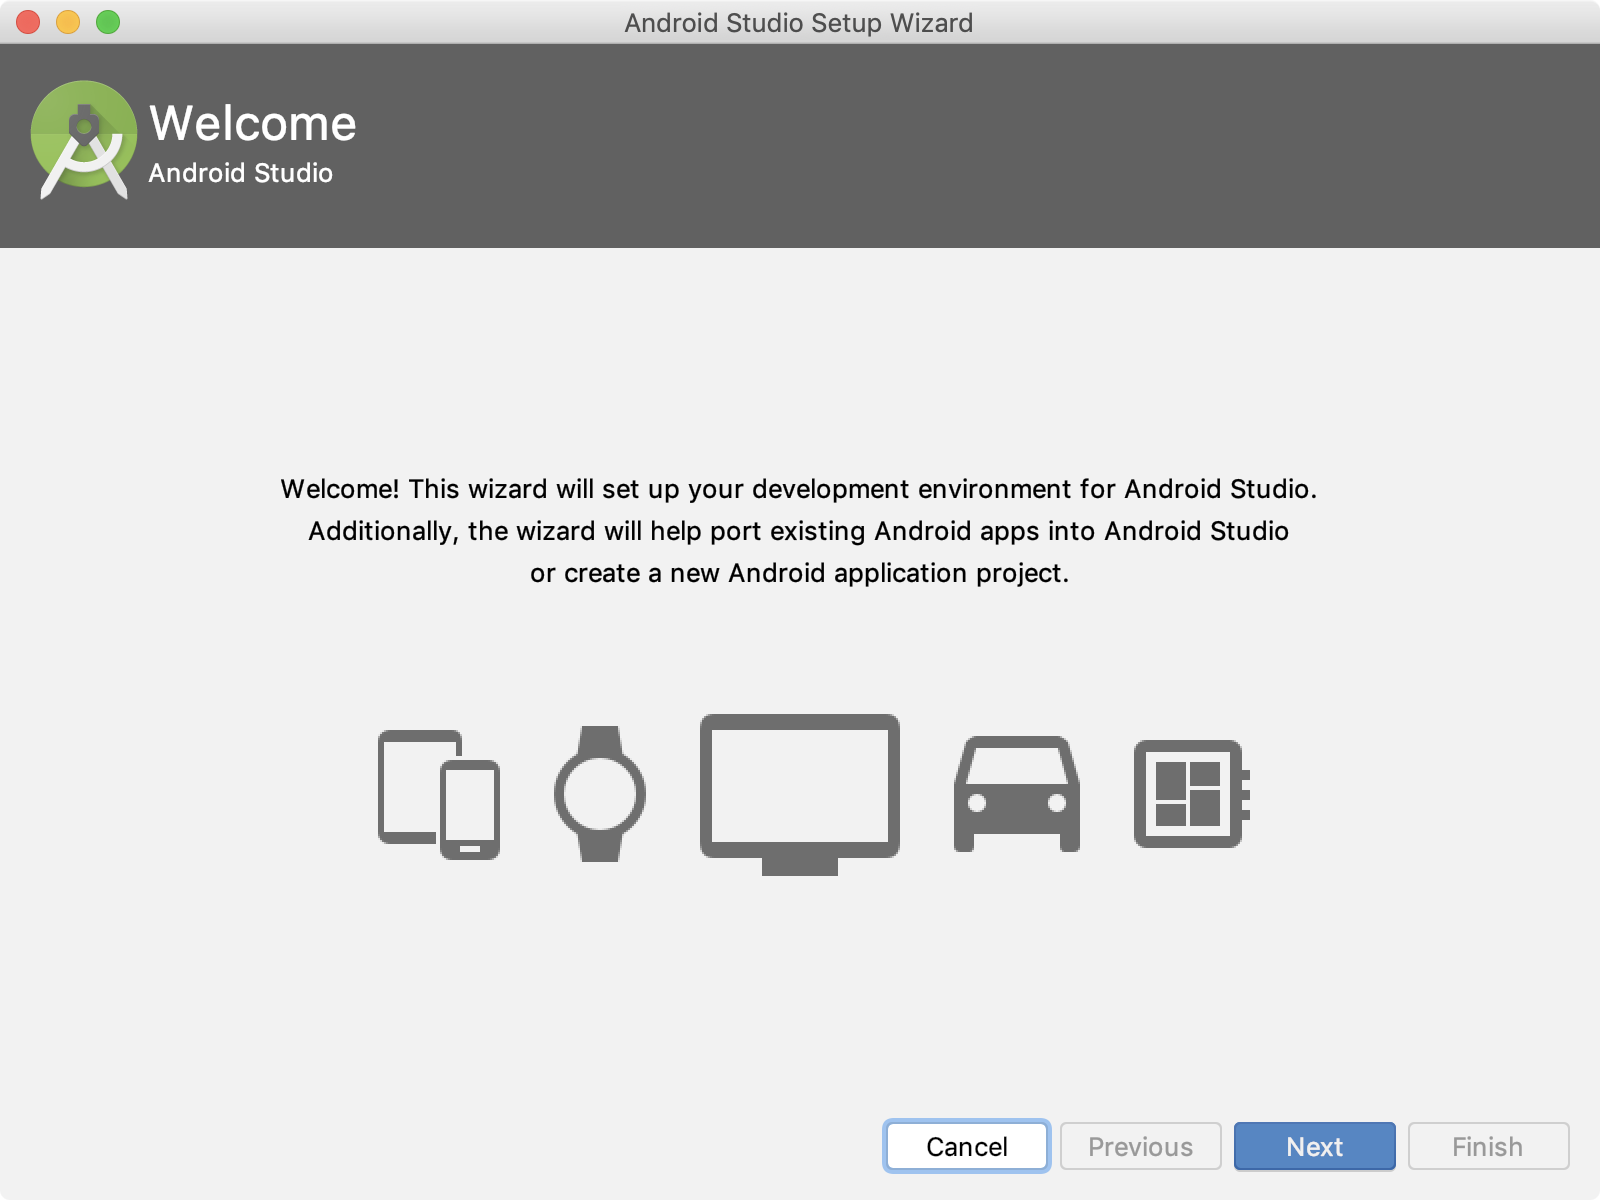 Android Studio Setup Wizard
Welcome
Android Studio
Welcome! This wizard will set up your development environment for Android Studio.
Additionally, the wizard will help port existing Android apps into Android Studio
or create a new Android application project.
Cancel
Previous
Next
Finish